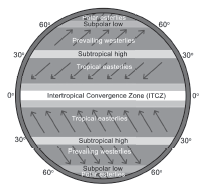 Polar easterlies
Subpolar low
60° 60°
Prevailing westerlies
30° Subtropical high 30°
Tropical easterlies
0° Intertropical Convergence Zone (ITCZ) 0°
Tropical easterlies
Subtropical high
30° 30°
Prevailing westerlies
60° Subpolar low 60°
Polar easterlies